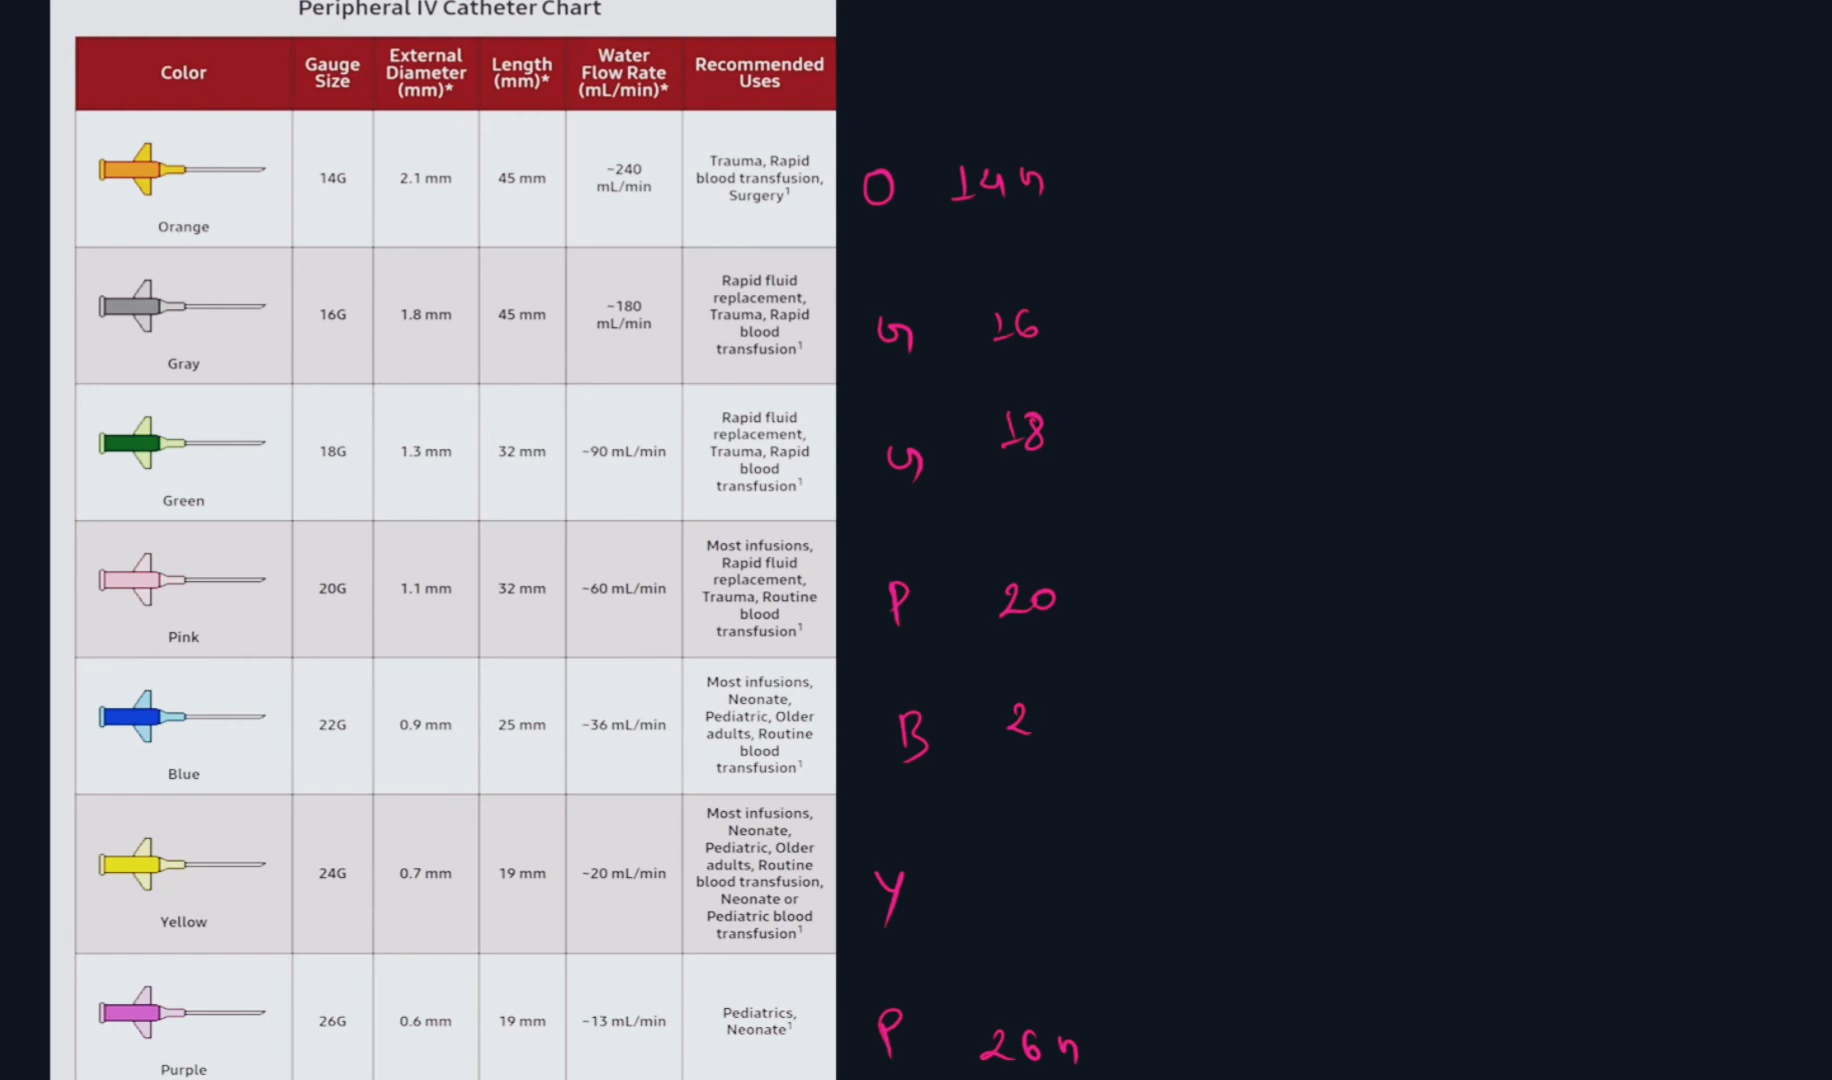 Peripheral IV Catheter Chart
Color
Gauge Size
External Diameter (mm)*
Length (mm)*
Water Flow Rate (mL/min)*
Recommended Uses
Orange
14G
2.1 mm
45 mm
~240 mL/min
Trauma, Rapid blood transfusion, Surgery¹
O 14G
Gray
16G
1.8 mm
45 mm
~180 mL/min
Rapid fluid replacement, Trauma, Rapid blood transfusion¹
G 16
Green
18G
1.3 mm
32 mm
~90 mL/min
Rapid fluid replacement, Trauma, Rapid blood transfusion¹
G 18
Pink
20G
1.1 mm
32 mm
~60 mL/min
Most infusions, Rapid fluid replacement, Trauma, Routine blood transfusion¹
P 20
Blue
22G
0.9 mm
25 mm
~36 mL/min
Most infusions, Neonate, Pediatric, Older adults, Routine blood transfusion¹
B 2
Yellow
24G
0.7 mm
19 mm
~20 mL/min
Most infusions, Neonate, Pediatric, Older adults, Routine blood transfusion, Neonate or Pediatric blood transfusion¹
Y
Purple
26G
0.6 mm
19 mm
~13 mL/min
Pediatrics, Neonate¹
P 26G